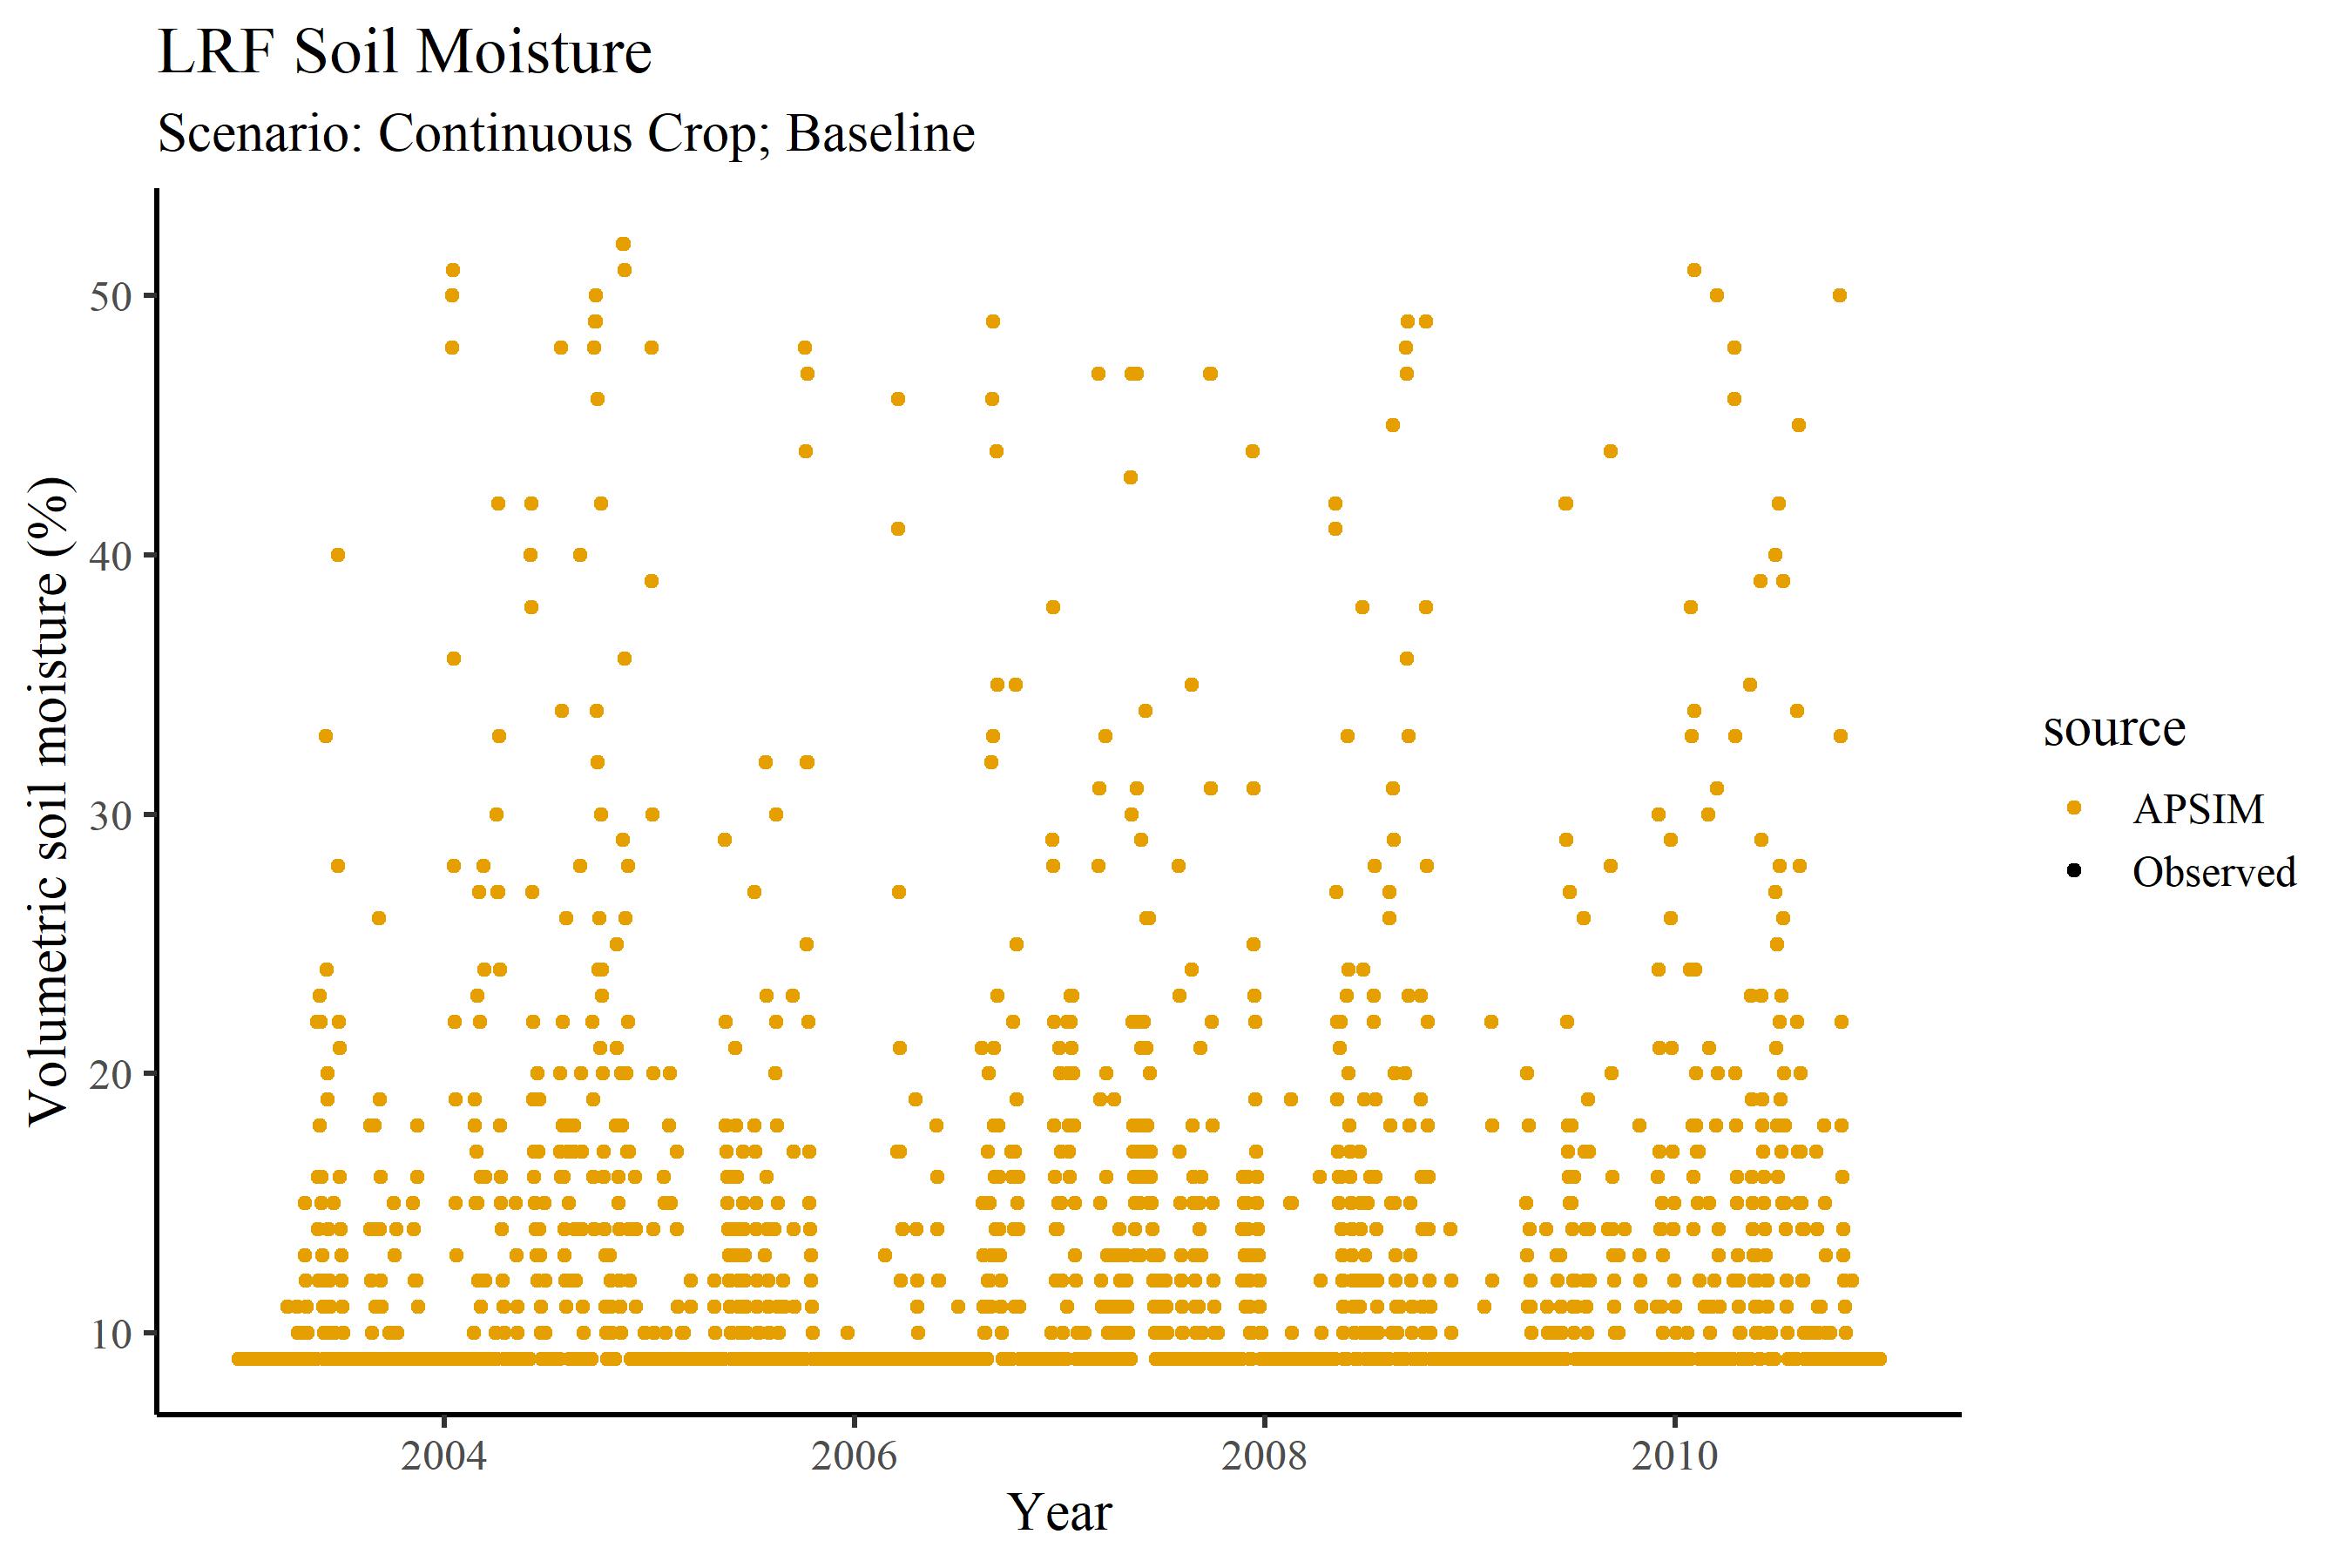 LRF Soil Moisture
Scenario: Continuous Crop; Baseline
Volumetric soil moisture (%)
50
40
30
20
10
2004
2006
2008
2010
Year
source
APSIM
Observed